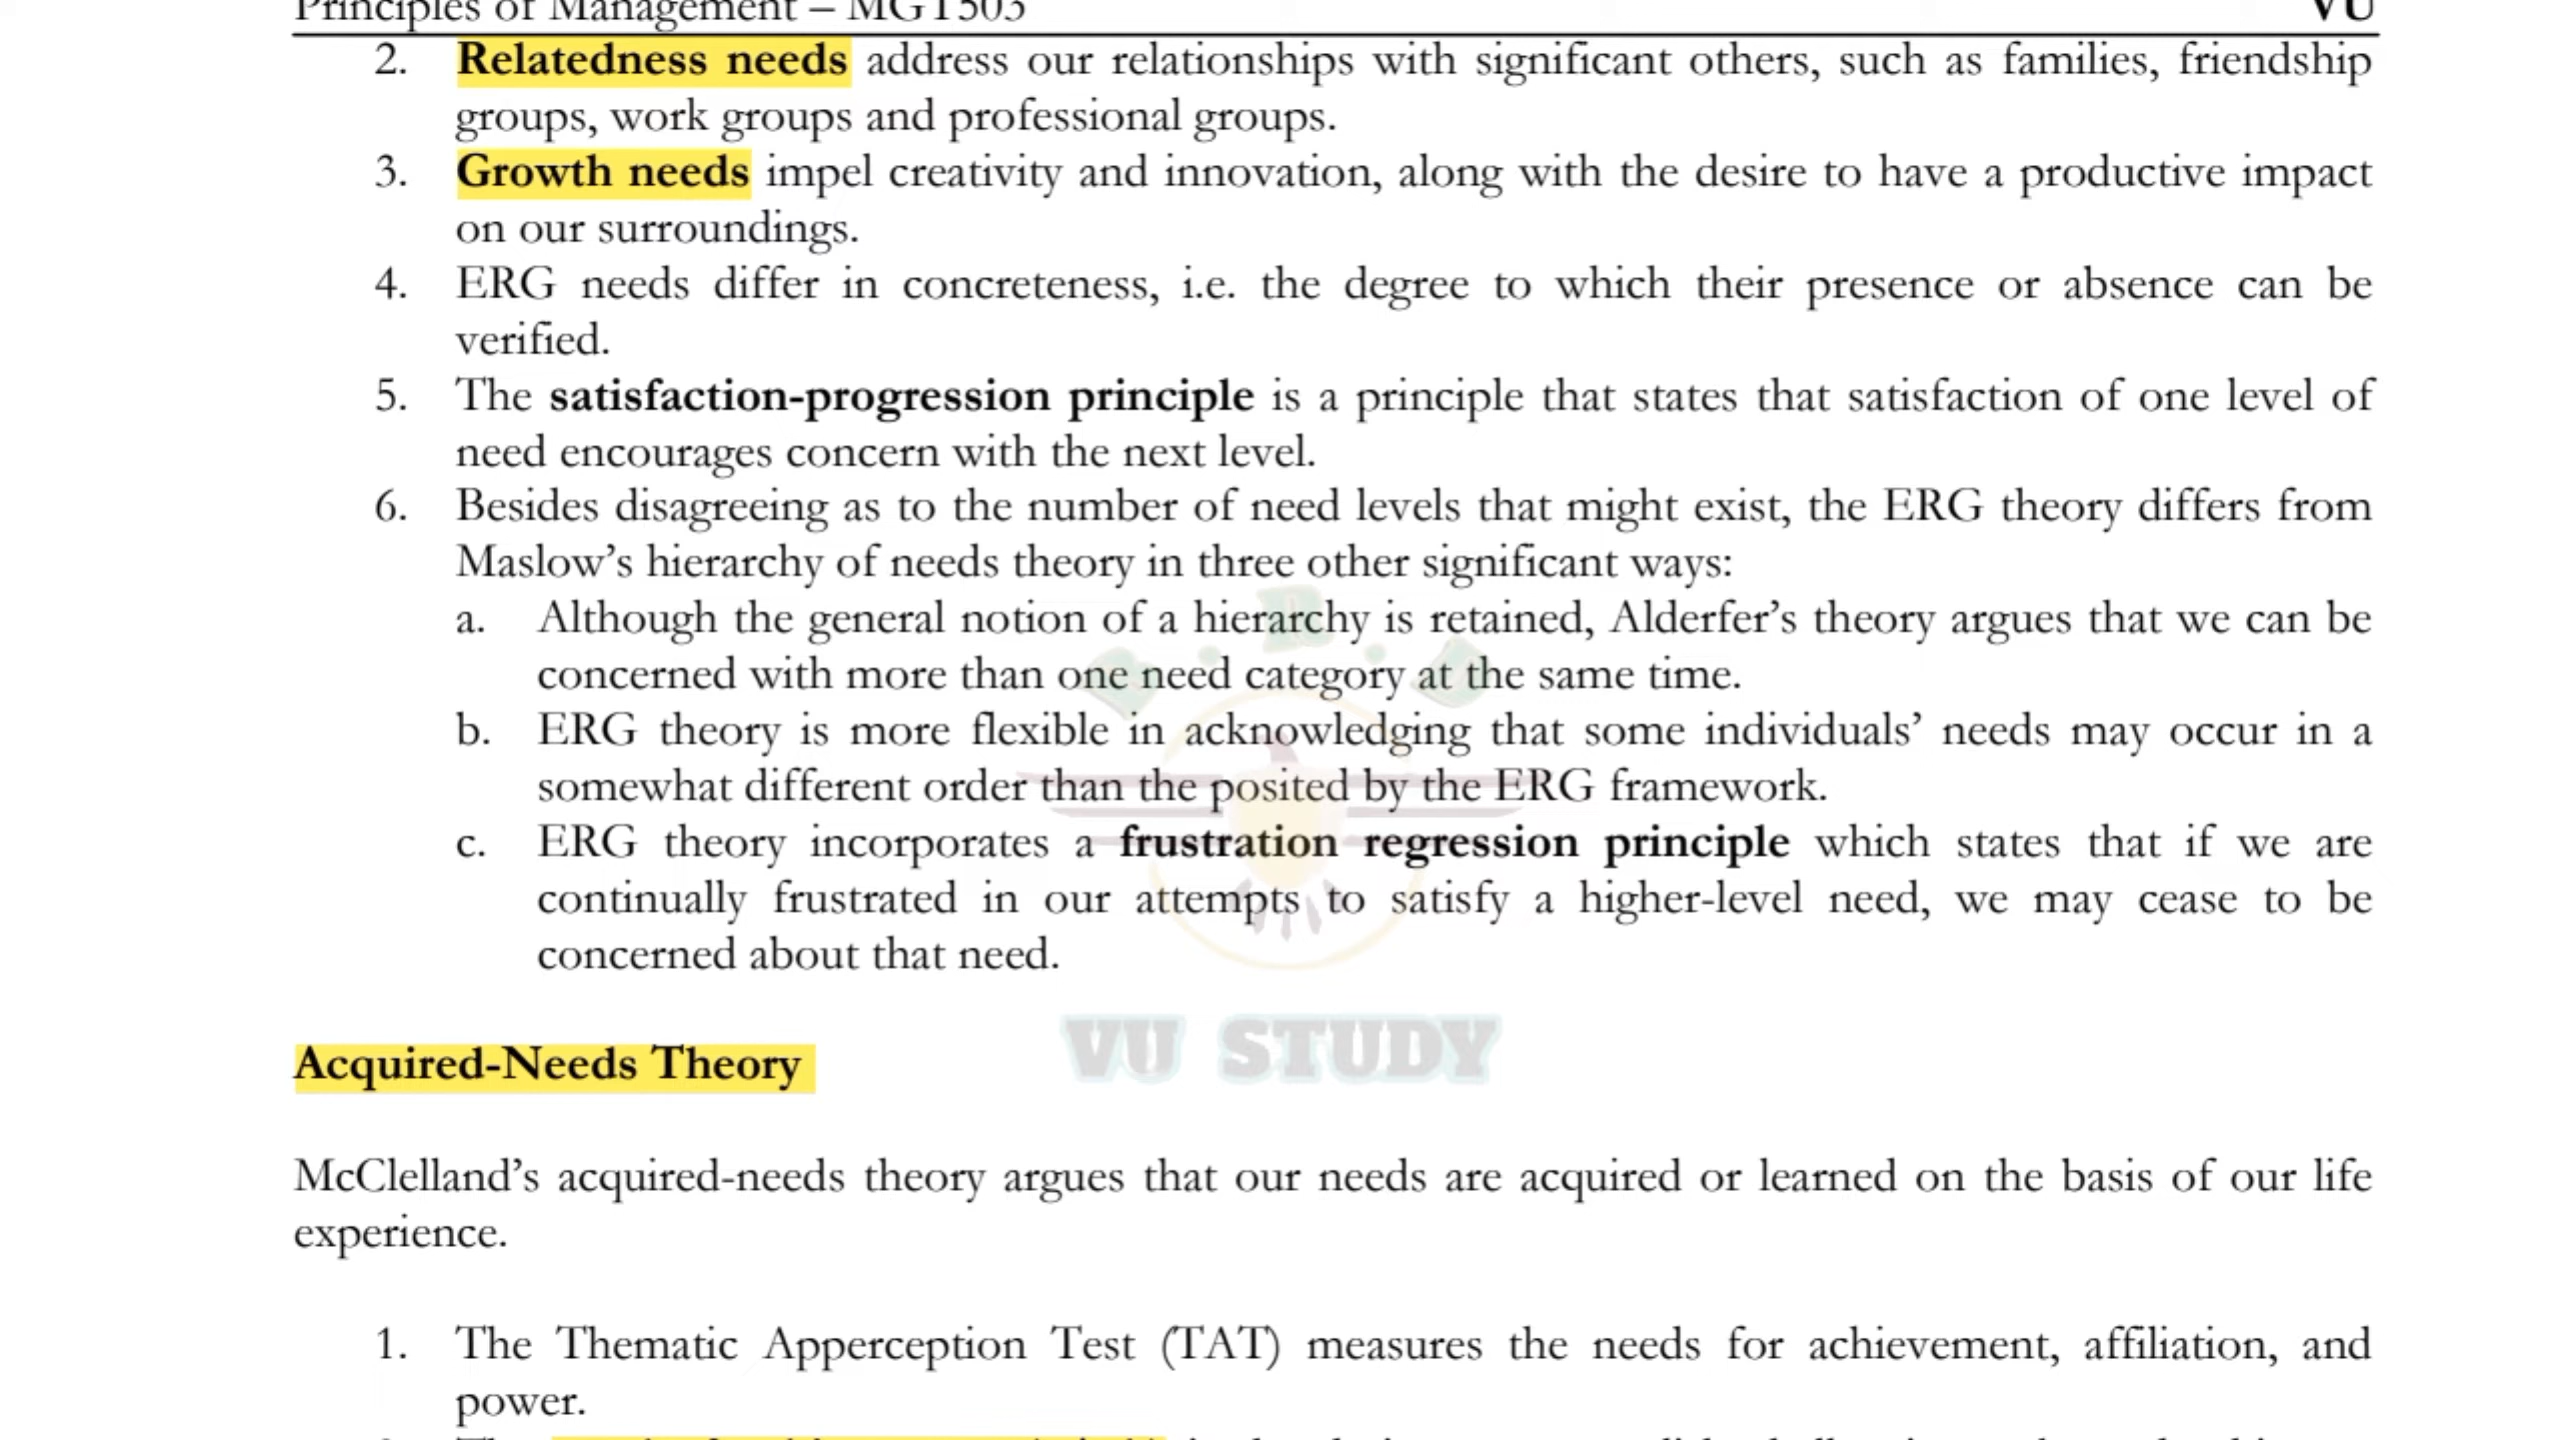 Principles of Management – MGT503 VU
2. Relatedness needs address our relationships with significant others, such as families, friendship
groups, work groups and professional groups.
3. Growth needs impel creativity and innovation, along with the desire to have a productive impact
on our surroundings.
4. ERG needs differ in concreteness, i.e. the degree to which their presence or absence can be
verified.
5. The satisfaction-progression principle is a principle that states that satisfaction of one level of
need encourages concern with the next level.
6. Besides disagreeing as to the number of need levels that might exist, the ERG theory differs from
Maslow’s hierarchy of needs theory in three other significant ways:
a. Although the general notion of a hierarchy is retained, Alderfer’s theory argues that we can be
concerned with more than one need category at the same time.
b. ERG theory is more flexible in acknowledging that some individuals’ needs may occur in a
somewhat different order than the posited by the ERG framework.
c. ERG theory incorporates a frustration regression principle which states that if we are
continually frustrated in our attempts to satisfy a higher-level need, we may cease to be
concerned about that need.
VU STUDY
Acquired-Needs Theory
McClelland’s acquired-needs theory argues that our needs are acquired or learned on the basis of our life
experience.
1. The Thematic Apperception Test (TAT) measures the needs for achievement, affiliation, and
power.